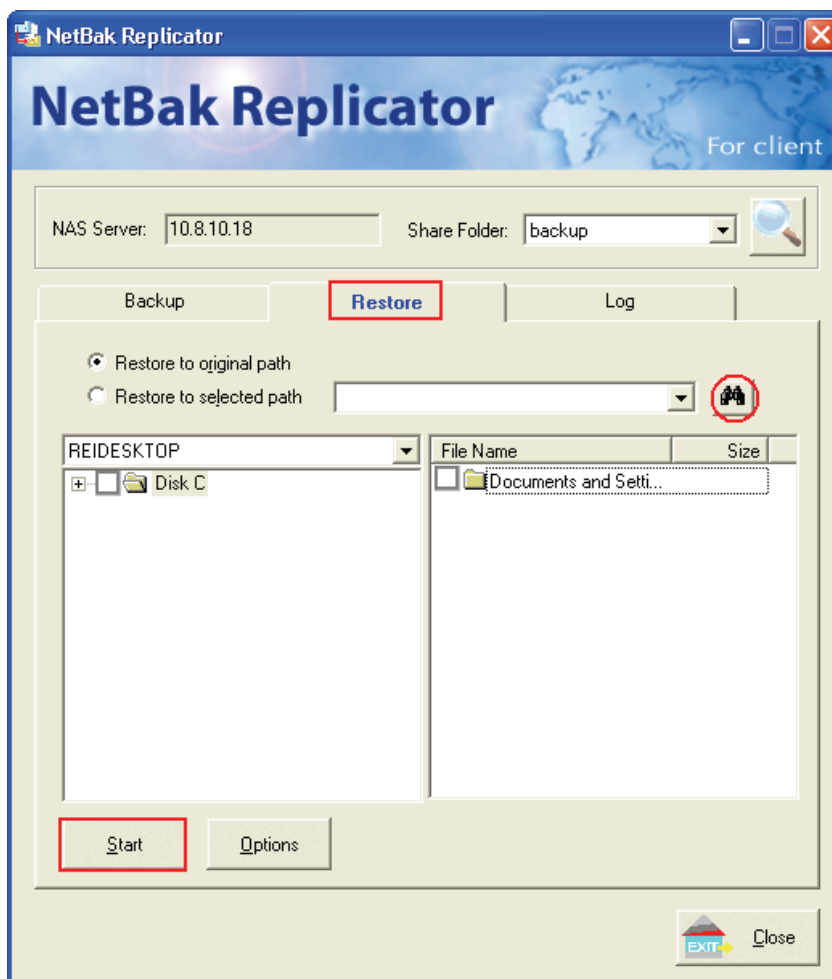 NetBak Replicator
NetBak Replicator
For client
NAS Server: 10.8.10.18 Share Folder: backup
Backup Restore Log
Restore to original path
Restore to selected path
REIDESKTOP File Name Size
Disk C Documents and Setti...
Start Options
EXIT Close